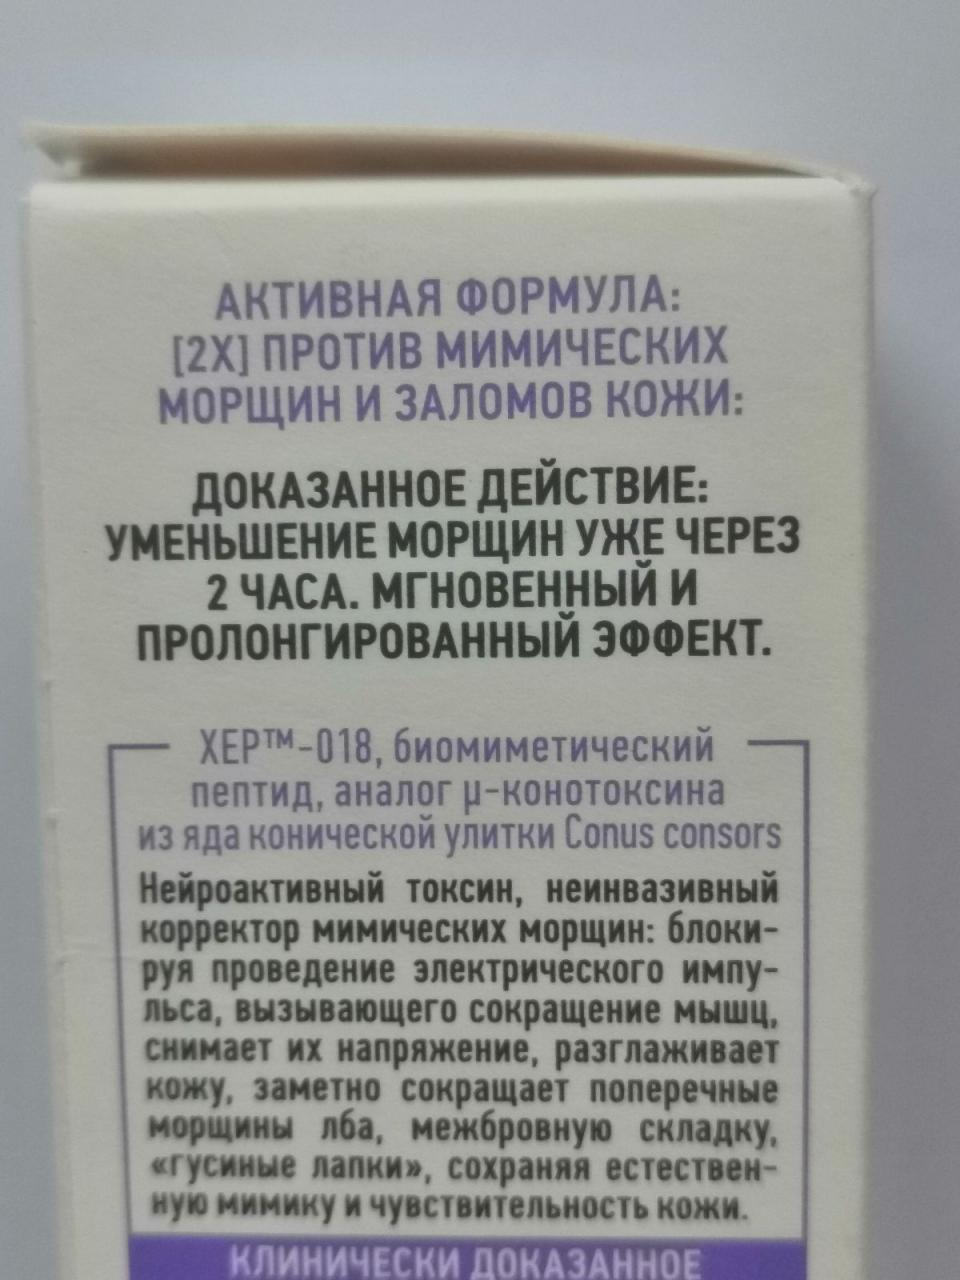 АКТИВНАЯ ФОРМУЛА:
[2X] ПРОТИВ МИМИЧЕСКИХ
МОРЩИН И ЗАЛОМОВ КОЖИ:
ДОКАЗАННОЕ ДЕЙСТВИЕ:
УМЕНЬШЕНИЕ МОРЩИН УЖЕ ЧЕРЕЗ
2 ЧАСА. МГНОВЕННЫЙ И
ПРОЛОНГИРОВАННЫЙ ЭФФЕКТ.
XEP™-018, биомиметический
пептид, аналог μ-конотоксина
из яда конической улитки Conus consors
Нейроактивный токсин, неинвазивный
корректор мимических морщин: блоки-
руя проведение электрического импу-
льса, вызывающего сокращение мышц,
снимает их напряжение, разглаживает
кожу, заметно сокращает поперечные
морщины лба, межбровную складку,
«гусиные лапки», сохраняя естествен-
ную мимику и чувствительность кожи.
КЛИНИЧЕСКИ ДОКАЗАННОЕ